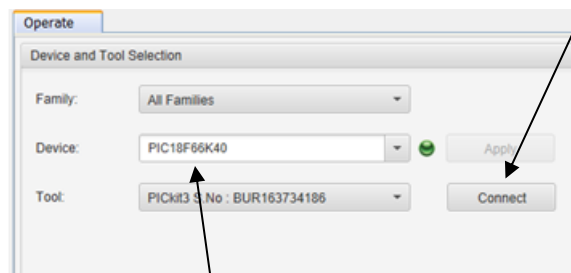 Operate
Device and Tool Selection
Family: All Families
Device: PIC18F66K40 Apply
Tool: PICkit3 S.No : BUR163734186 Connect